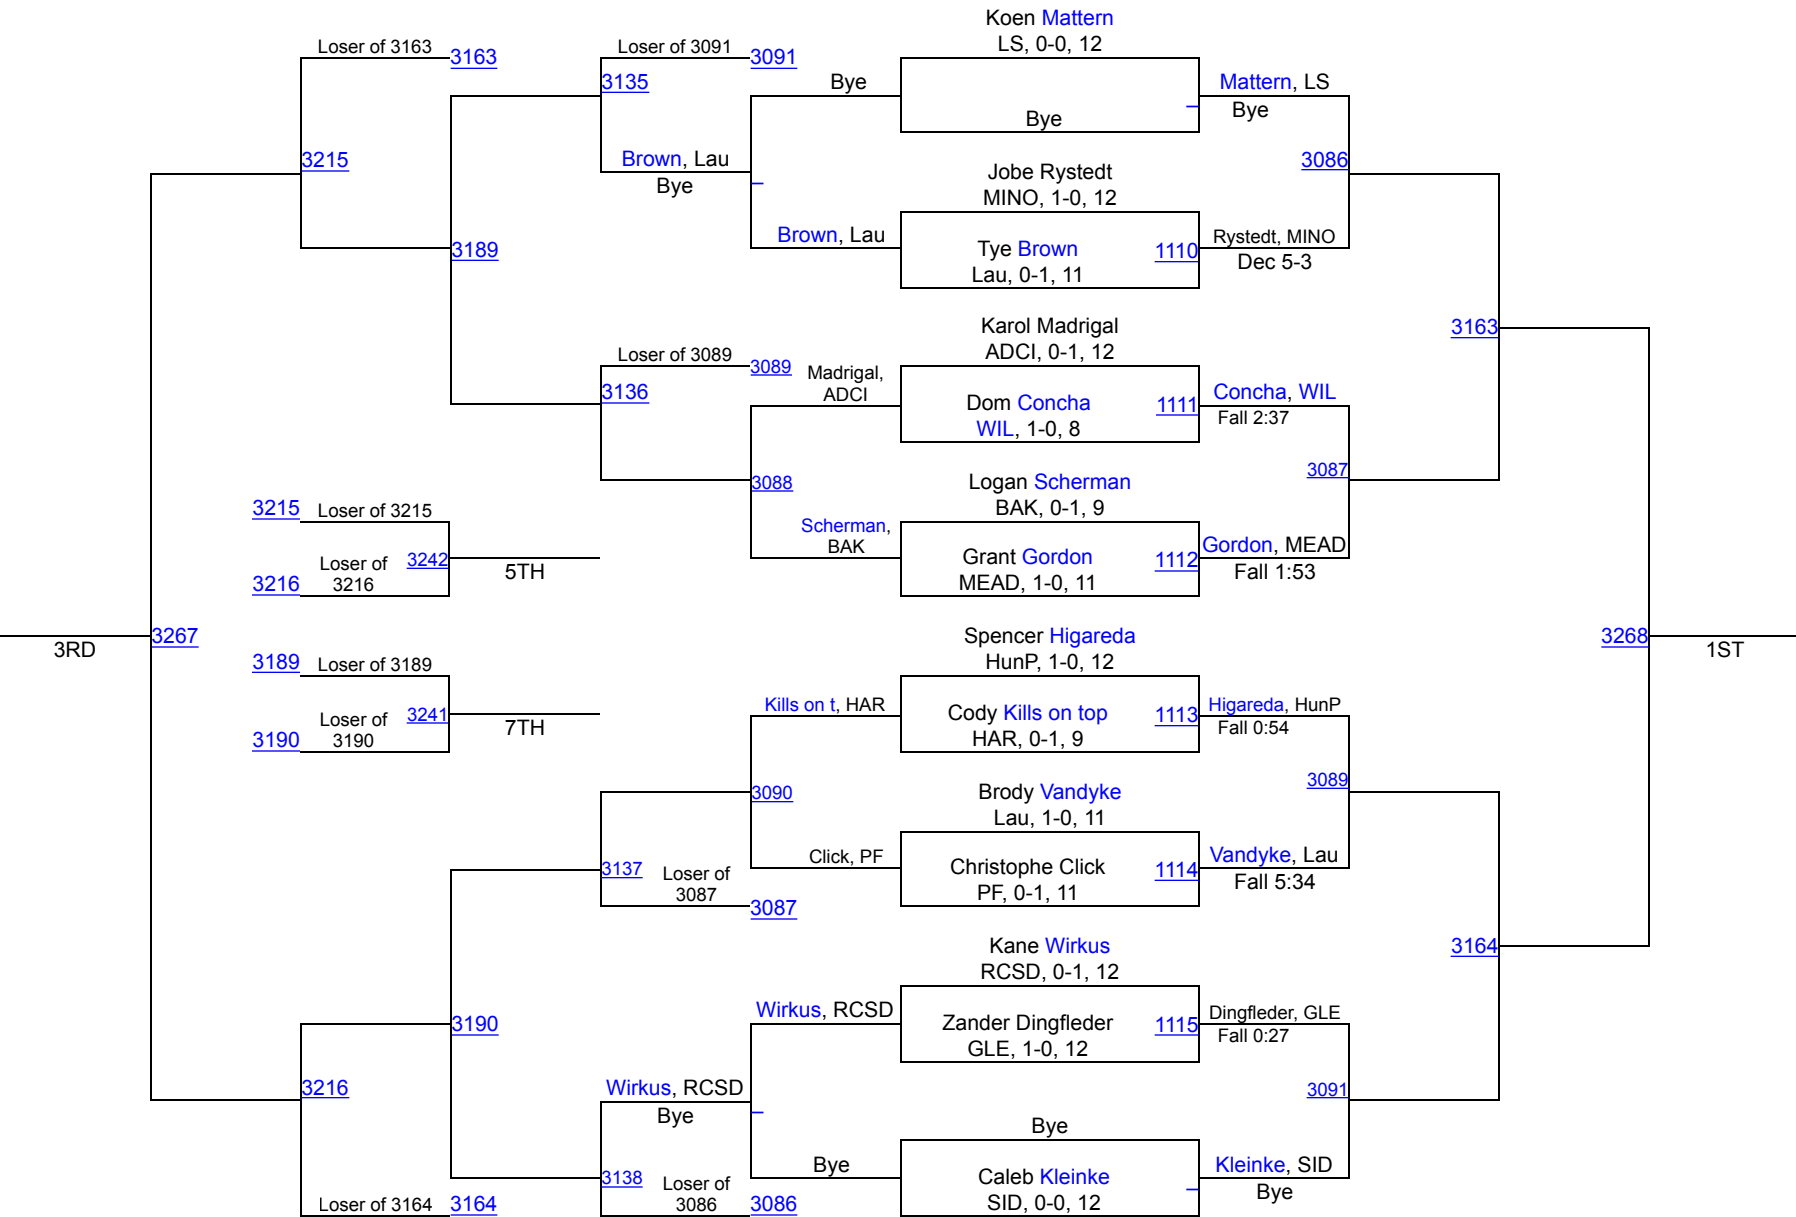 Koen Mattern
LS, 0-0, 12
Loser of 3163
3163
Loser of 3091
3091
3135
Bye
Mattern, LS
Bye
Bye
3215
Brown, Lau
Bye
3086
Jobe Rystedt
MINO, 1-0, 12
3189
Brown, Lau
Tye Brown
Lau, 0-1, 11
1110
Rystedt, MINO
Dec 5-3
Karol Madrigal
ADCI, 0-1, 12
3163
Loser of 3089
3089
3136
Madrigal,
ADCI
Dom Concha
WIL, 1-0, 8
1111
Concha, WIL
Fall 2:37
3088
Logan Scherman
BAK, 0-1, 9
3087
3215
Loser of 3215
Scherman,
BAK
Grant Gordon
MEAD, 1-0, 11
1112
Gordon, MEAD
Fall 1:53
Loser of
3216
3216
3242
5TH
3RD
3267
Spencer Higareda
HunP, 1-0, 12
3268
1ST
3189
Loser of 3189
Kills on t, HAR
Cody Kills on top
HAR, 0-1, 9
1113
Higareda, HunP
Fall 0:54
Loser of
3190
3190
3241
7TH
3090
Brody Vandyke
Lau, 1-0, 11
3089
3137
Loser of
3087
3087
Click, PF
Christophe Click
PF, 0-1, 11
1114
Vandyke, Lau
Fall 5:34
Kane Wirkus
RCSD, 0-1, 12
3164
3190
Wirkus, RCSD
Zander Dingfleder
GLE, 1-0, 12
1115
Dingfleder, GLE
Fall 0:27
3216
Wirkus, RCSD
Bye
3091
Bye
Loser of 3164
3164
3138
Loser of
3086
3086
Bye
Caleb Kleinke
SID, 0-0, 12
Kleinke, SID
Bye